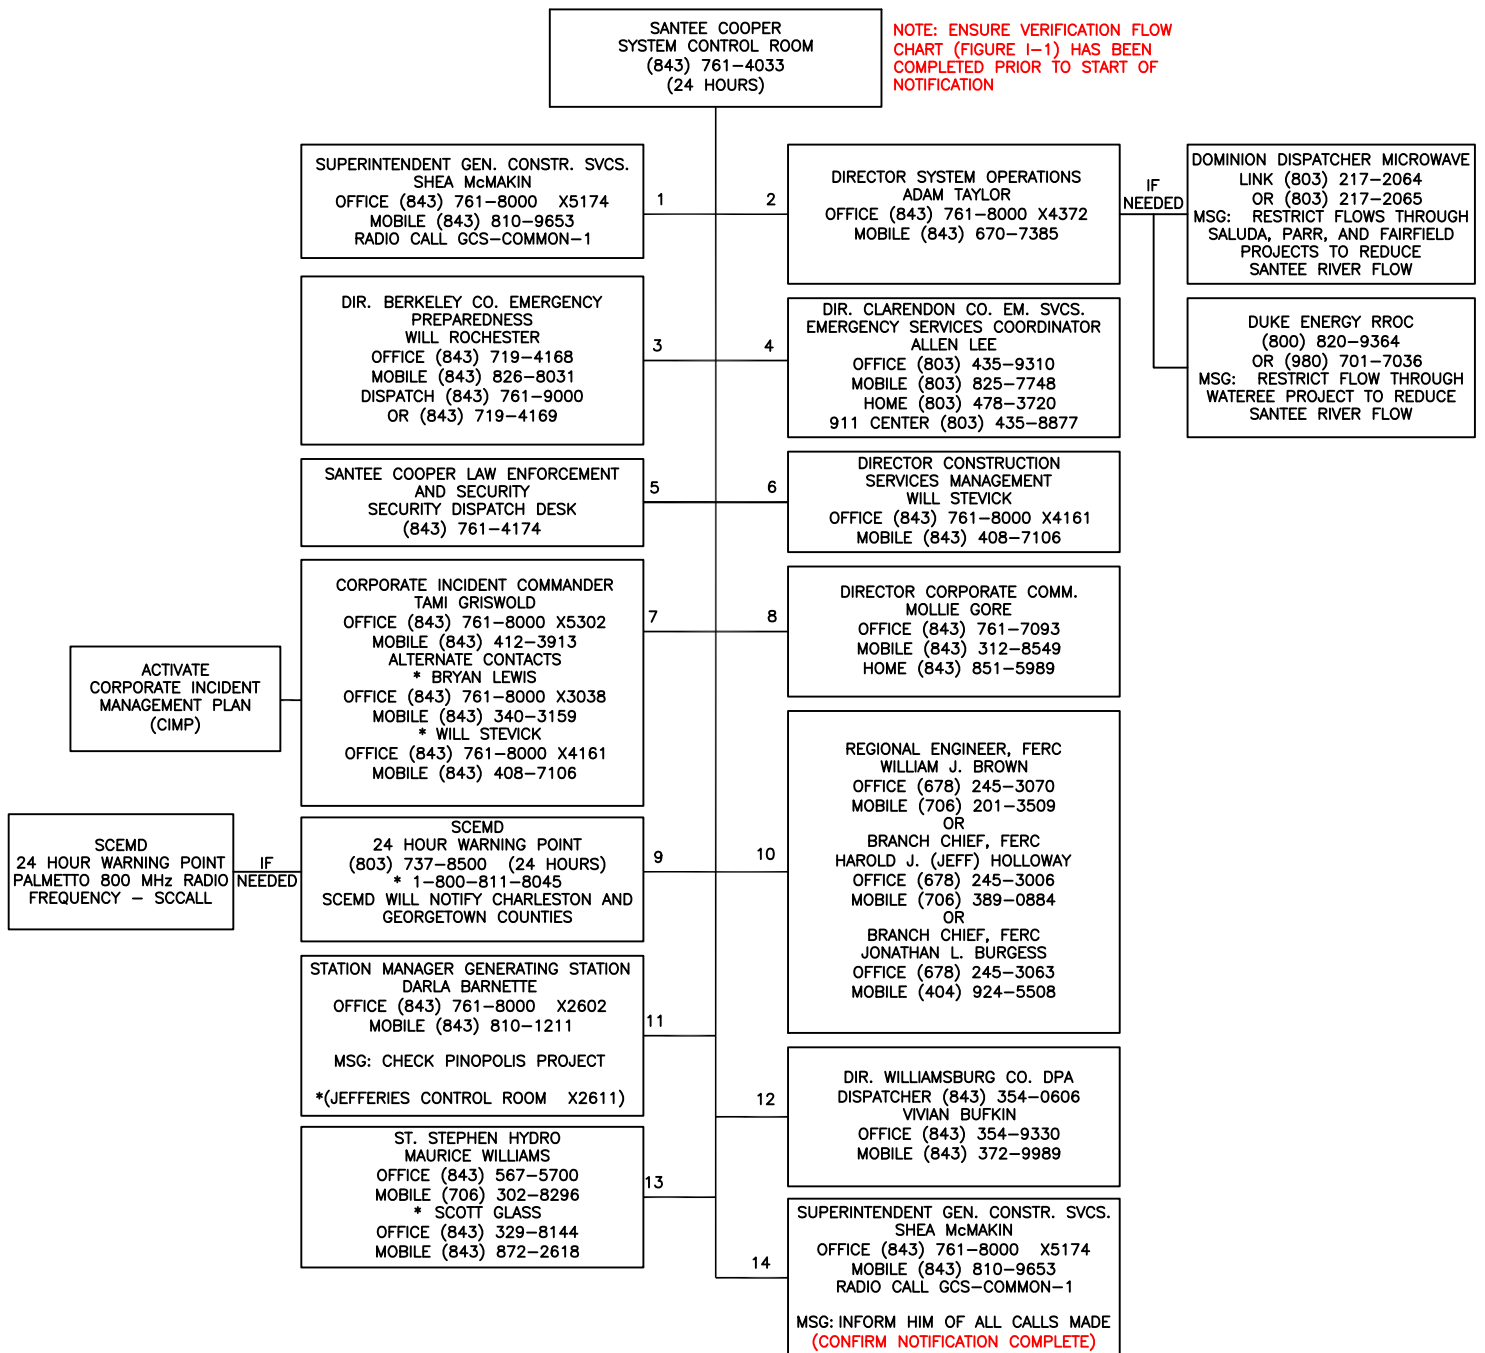 SANTEE COOPER
SYSTEM CONTROL ROOM
(843) 761-4033
(24 HOURS)
NOTE: ENSURE VERIFICATION FLOW
CHART (FIGURE I-1) HAS BEEN
COMPLETED PRIOR TO START OF
NOTIFICATION
SUPERINTENDENT GEN. CONSTR. SVCS.
SHEA McMAKIN
OFFICE (843) 761-8000 X5174
MOBILE (843) 810-9653
RADIO CALL GCS-COMMON-1
1
2
DIRECTOR SYSTEM OPERATIONS
ADAM TAYLOR
OFFICE (843) 761-8000 X4372
MOBILE (843) 670-7385
IF
NEEDED
DOMINION DISPATCHER MICROWAVE
LINK (803) 217-2064
OR (803) 217-2065
MSG: RESTRICT FLOWS THROUGH
SALUDA, PARR, AND FAIRFIELD
PROJECTS TO REDUCE
SANTEE RIVER FLOW
DUKE ENERGY RROC
(800) 820-9364
OR (980) 701-7036
MSG: RESTRICT FLOW THROUGH
WATEREE PROJECT TO REDUCE
SANTEE RIVER FLOW
DIR. BERKELEY CO. EMERGENCY
PREPAREDNESS
WILL ROCHESTER
OFFICE (843) 719-4168
MOBILE (843) 826-8031
DISPATCH (843) 761-9000
OR (843) 719-4169
3
4
DIR. CLARENDON CO. EM. SVCS.
EMERGENCY SERVICES COORDINATOR
ALLEN LEE
OFFICE (803) 435-9310
MOBILE (803) 825-7748
HOME (803) 478-3720
911 CENTER (803) 435-8877
SANTEE COOPER LAW ENFORCEMENT
AND SECURITY
SECURITY DISPATCH DESK
(843) 761-4174
5
6
DIRECTOR CONSTRUCTION
SERVICES MANAGEMENT
WILL STEVICK
OFFICE (843) 761-8000 X4161
MOBILE (843) 408-7106
ACTIVATE
CORPORATE INCIDENT
MANAGEMENT PLAN
(CIMP)
CORPORATE INCIDENT COMMANDER
TAMI GRISWOLD
OFFICE (843) 761-8000 X5302
MOBILE (843) 412-3913
ALTERNATE CONTACTS
* BRYAN LEWIS
OFFICE (843) 761-8000 X3038
MOBILE (843) 340-3159
* WILL STEVICK
OFFICE (843) 761-8000 X4161
MOBILE (843) 408-7106
7
8
DIRECTOR CORPORATE COMM.
MOLLIE GORE
OFFICE (843) 761-7093
MOBILE (843) 312-8549
HOME (843) 851-5989
SCEMD
24 HOUR WARNING POINT
PALMETTO 800 MHz RADIO
FREQUENCY - SCCALL
IF
NEEDED
SCEMD
24 HOUR WARNING POINT
(803) 737-8500 (24 HOURS)
* 1-800-811-8045
SCEMD WILL NOTIFY CHARLESTON AND
GEORGETOWN COUNTIES
9
10
REGIONAL ENGINEER, FERC
WILLIAM J. BROWN
OFFICE (678) 245-3070
MOBILE (706) 201-3509
OR
BRANCH CHIEF, FERC
HAROLD J. (JEFF) HOLLOWAY
OFFICE (678) 245-3006
MOBILE (706) 389-0884
OR
BRANCH CHIEF, FERC
JONATHAN L. BURGESS
OFFICE (678) 245-3063
MOBILE (404) 924-5508
STATION MANAGER GENERATING STATION
DARLA BARNETTE
OFFICE (843) 761-8000 X2602
MOBILE (843) 810-1211
MSG: CHECK PINOPOLIS PROJECT
*(JEFFERIES CONTROL ROOM X2611)
11
12
DIR. WILLIAMSBURG CO. DPA
DISPATCHER (843) 354-0606
VIVIAN BUFKIN
OFFICE (843) 354-9330
MOBILE (843) 372-9989
ST. STEPHEN HYDRO
MAURICE WILLIAMS
OFFICE (843) 567-5700
MOBILE (706) 302-8296
* SCOTT GLASS
OFFICE (843) 329-8144
MOBILE (843) 872-2618
13
14
SUPERINTENDENT GEN. CONSTR. SVCS.
SHEA McMAKIN
OFFICE (843) 761-8000 X5174
MOBILE (843) 810-9653
RADIO CALL GCS-COMMON-1
MSG: INFORM HIM OF ALL CALLS MADE
(CONFIRM NOTIFICATION COMPLETE)